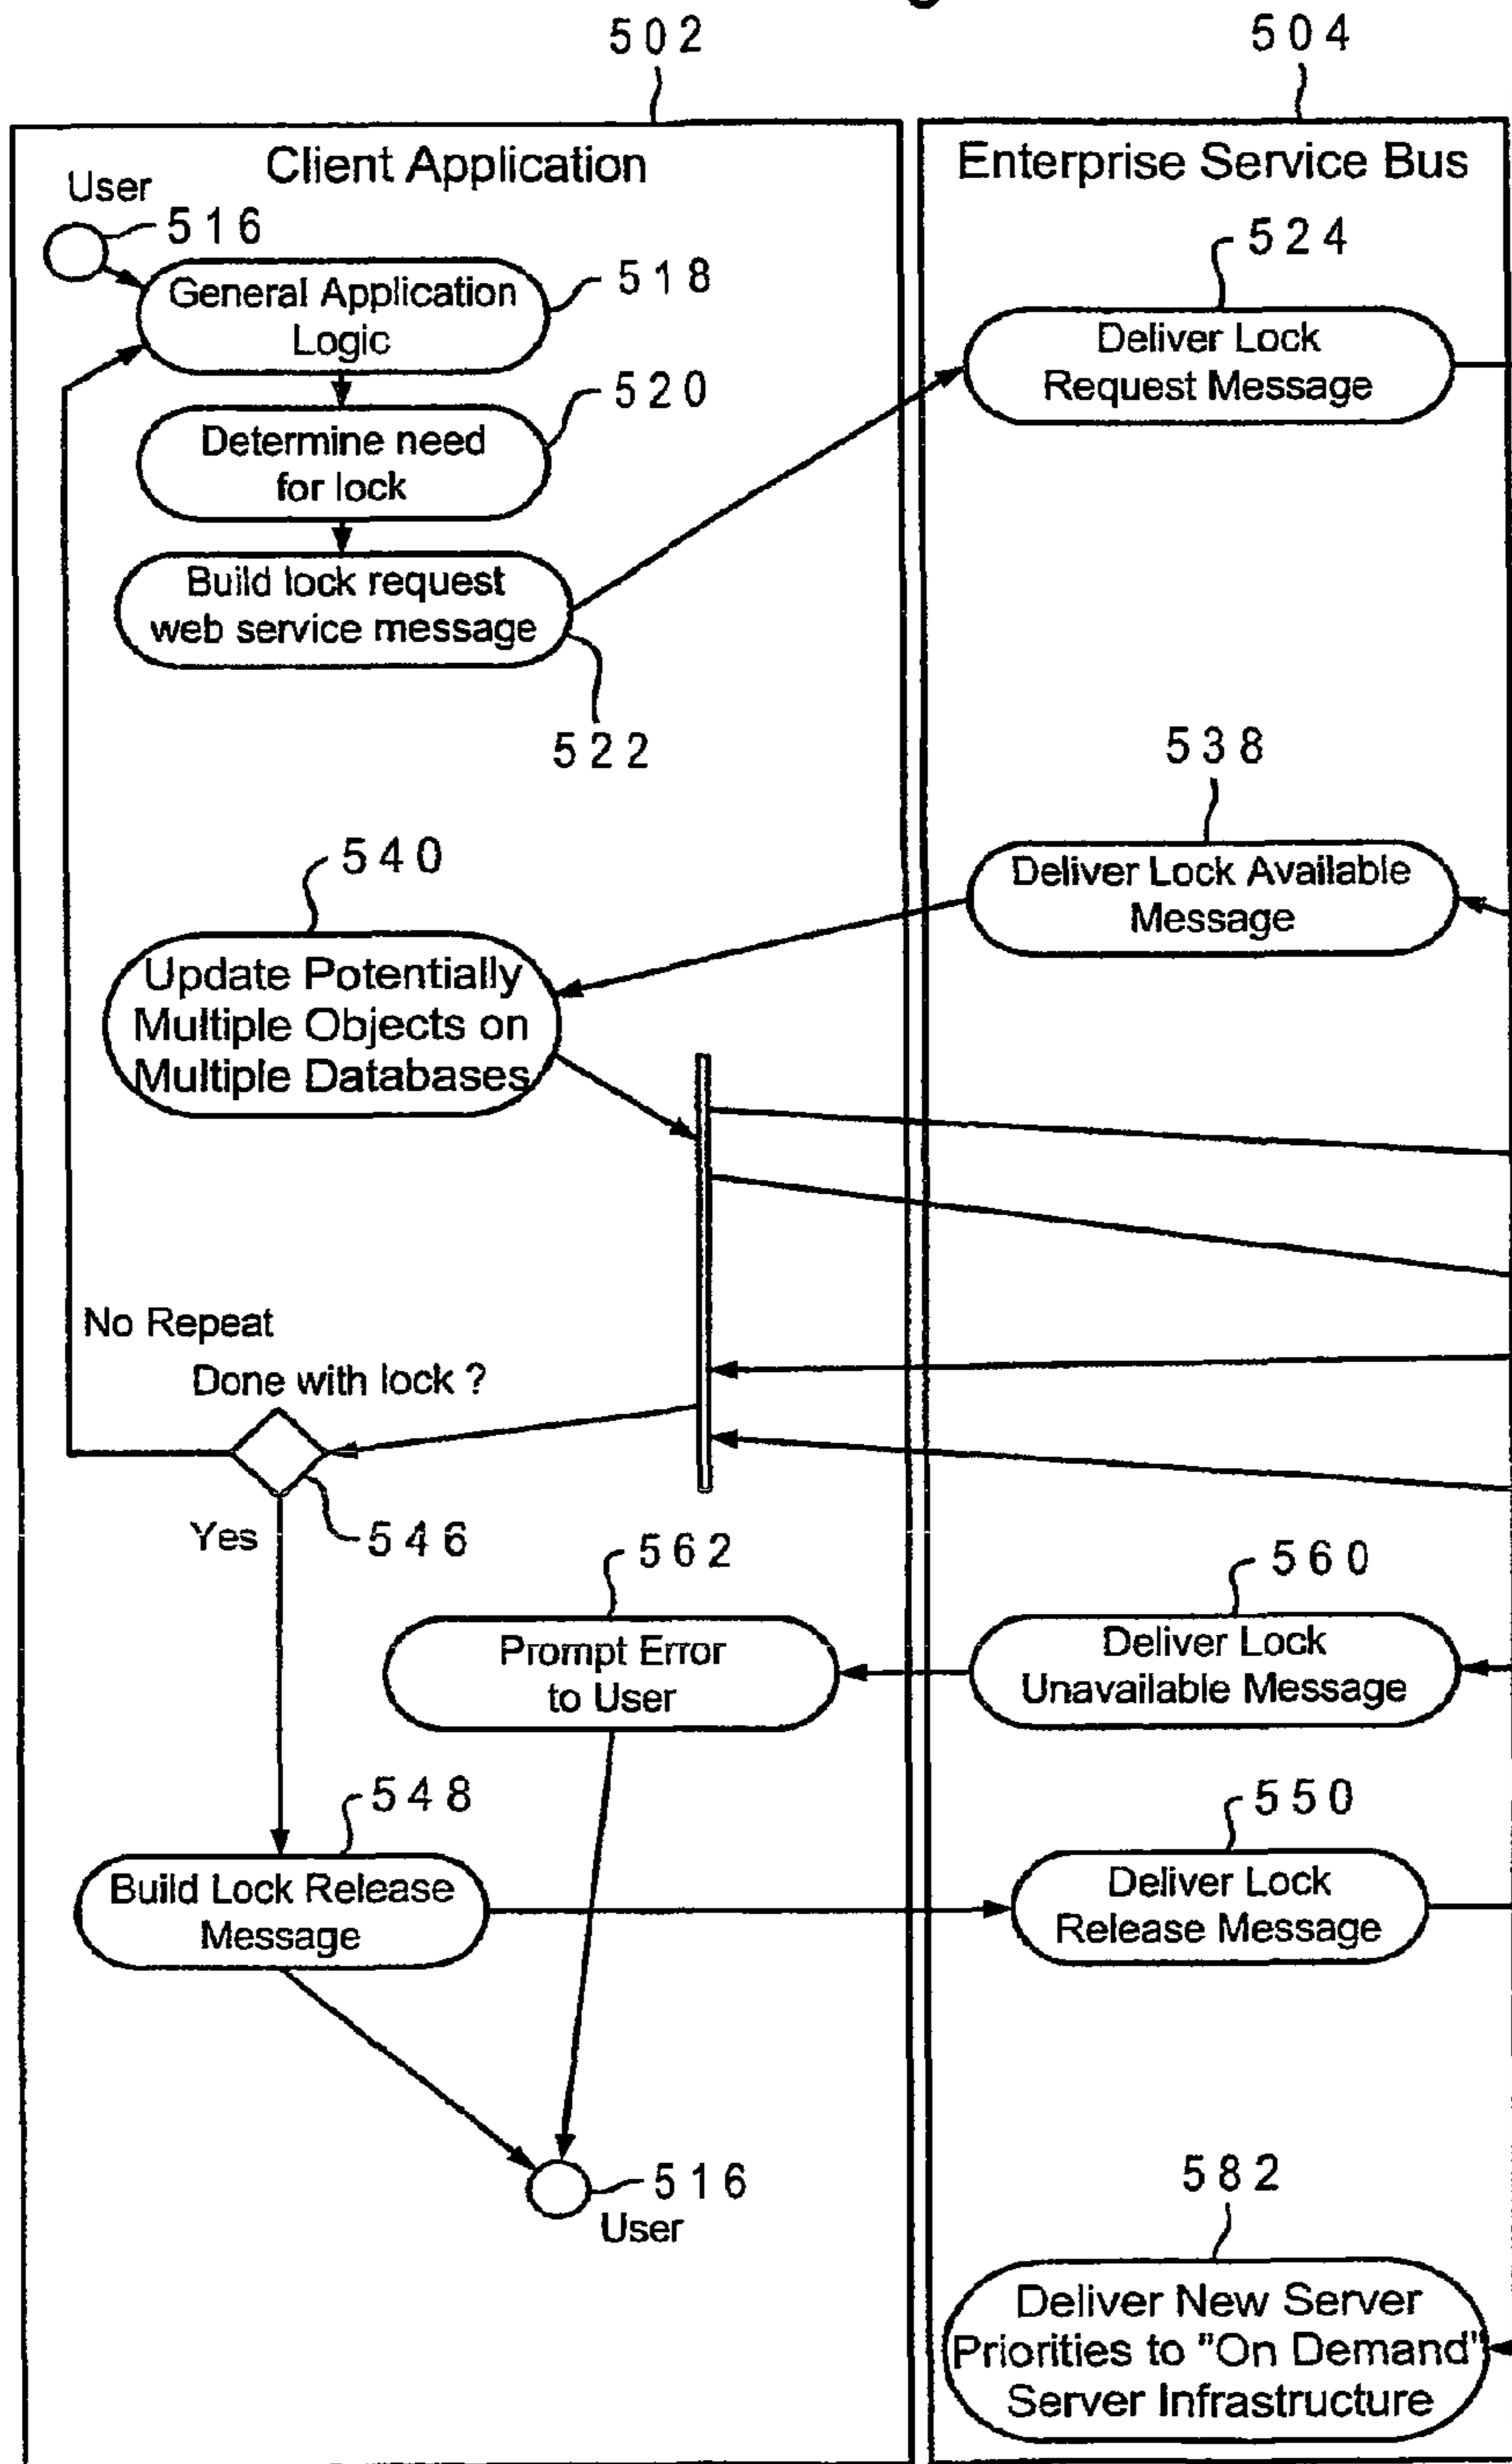 502
504
Client Application
Enterprise Service Bus
User
516
524
General Application
Logic
518
Deliver Lock
Request Message
520
Determine need
for lock
Build lock request
web service message
522
538
540
Deliver Lock Available
Message
Update Potentially
Multiple Objects on
Multiple Databases
No Repeat
Done with lock ?
Yes
546
562
560
Prompt Error
to User
Deliver Lock
Unavailable Message
548
550
Build Lock Release
Message
Deliver Lock
Release Message
516
User
582
Deliver New Server
Priorities to "On Demand"
Server Infrastructure